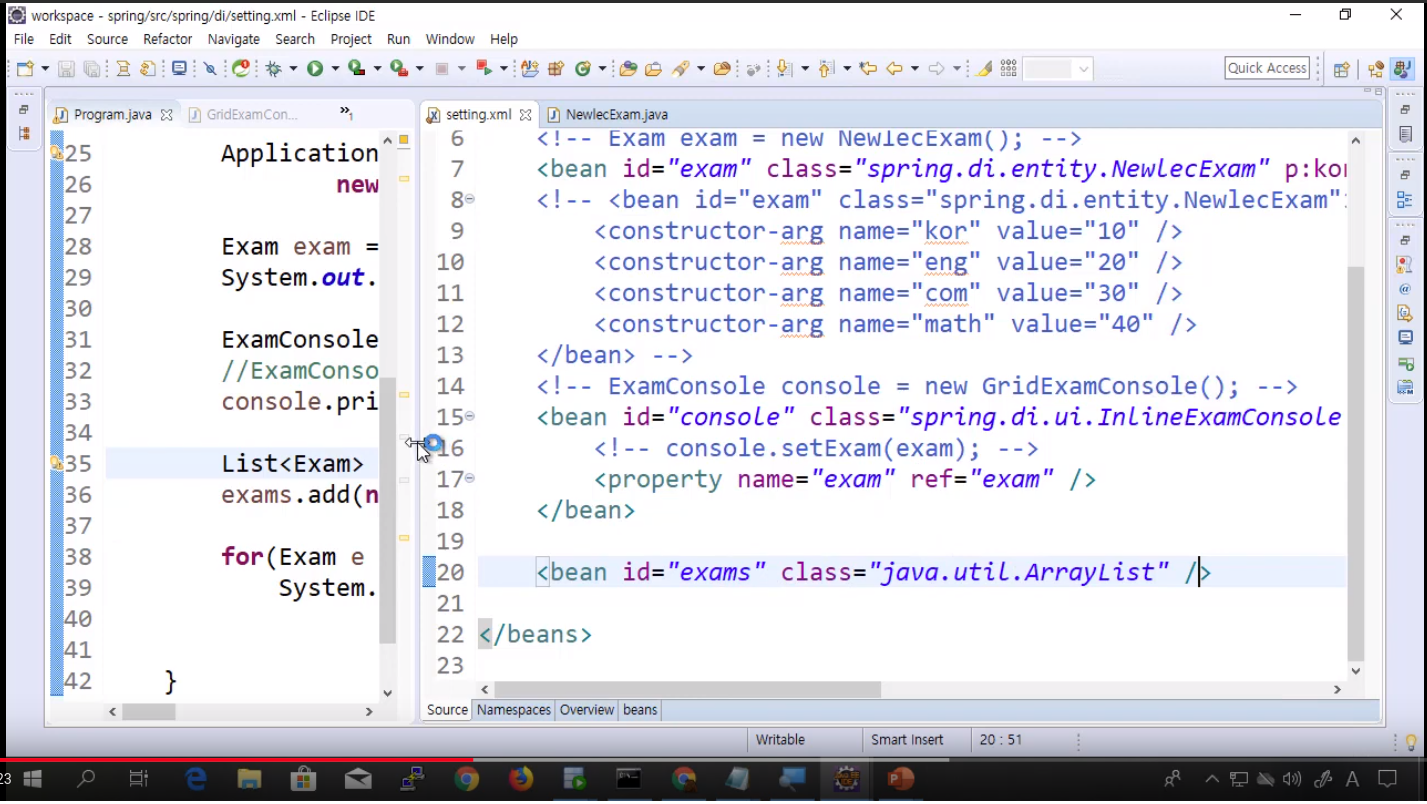 workspace - spring/src/spring/di/setting.xml - Eclipse IDE
File Edit Source Refactor Navigate Search Project Run Window Help
Quick Access
Program.java
GridExamCon...
»1
25 Application
26 new
27
28 Exam exam =
29 System.out.
30
31 ExamConsole
32 //ExamConso
33 console.pri
34
35 List<Exam>
36 exams.add(n
37
38 for(Exam e
39 System.
40
41
42 }
setting.xml
NewlecExam.java
6 <!-- Exam exam = new NewlecExam(); -->
7 <bean id="exam" class="spring.di.entity.NewlecExam" p:kor
8 <!-- <bean id="exam" class="spring.di.entity.NewlecExam">
9 <constructor-arg name="kor" value="10" />
10 <constructor-arg name="eng" value="20" />
11 <constructor-arg name="com" value="30" />
12 <constructor-arg name="math" value="40" />
13 </bean> -->
14 <!-- ExamConsole console = new GridExamConsole(); -->
15 <bean id="console" class="spring.di.ui.InlineExamConsole
16 <!-- console.setExam(exam); -->
17 <property name="exam" ref="exam" />
18 </bean>
19
20 <bean id="exams" class="java.util.ArrayList" />
21
22 </beans>
23
Source Namespaces Overview beans
Writable Smart Insert 20 : 51
23
A